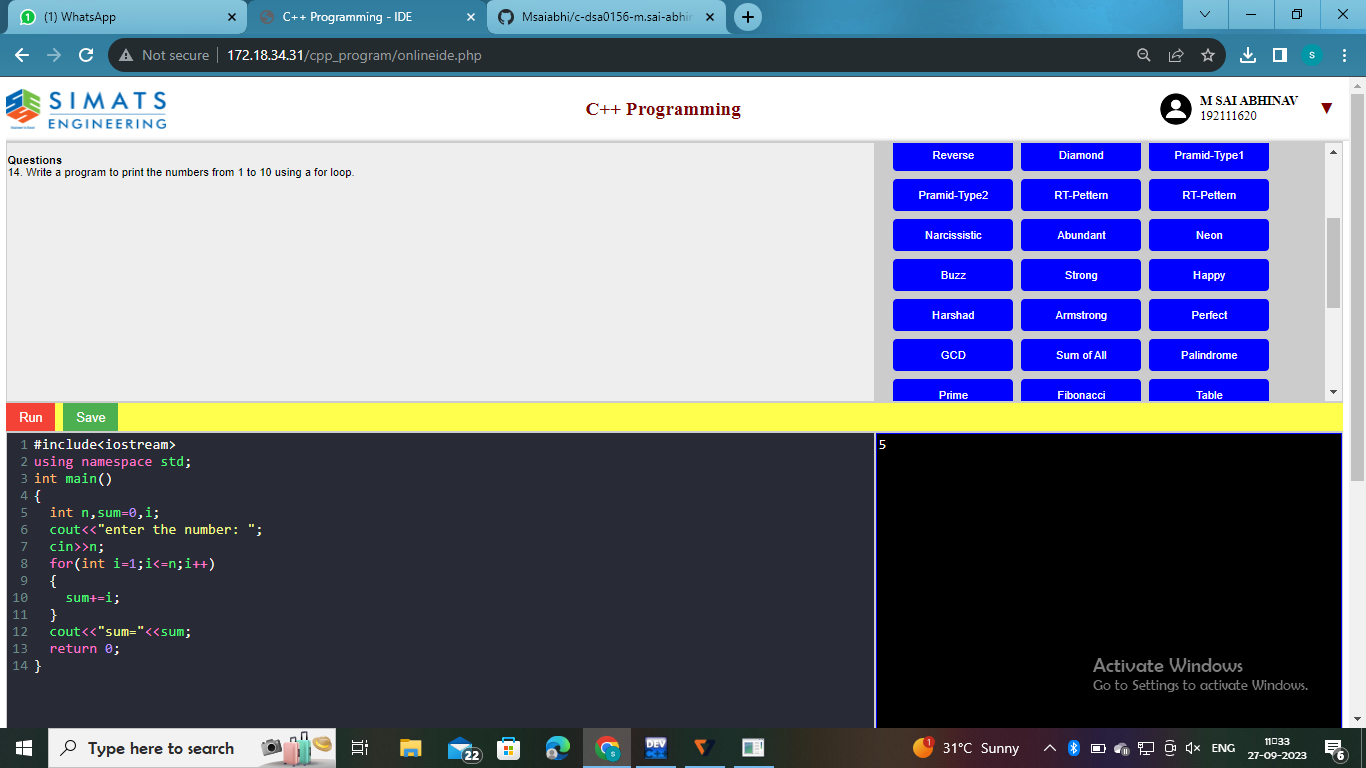 (1) WhatsApp
C++ Programming - IDE
Msaiabhi/c-dsa0156-m.sai-abhin
Not secure
172.18.34.31/cpp_program/onlineide.php
s
SIMATS
ENGINEERING
C++ Programming
M SAI ABHINAV
192111620
Questions
14. Write a program to print the numbers from 1 to 10 using a for loop.
Reverse
Diamond
Pramid-Type1
Pramid-Type2
RT-Pettern
RT-Pettern
Narcissistic
Abundant
Neon
Buzz
Strong
Happy
Harshad
Armstrong
Perfect
GCD
Sum of All
Palindrome
Prime
Fibonacci
Table
Run
Save
1 #include<iostream>
2 using namespace std;
3 int main()
4 {
5 int n,sum=0,i;
6 cout<<"enter the number: ";
7 cin>>n;
8 for(int i=1;i<=n;i++)
9 {
10 sum+=i;
11 }
12 cout<<"sum="<<sum;
13 return 0;
14 }
5
Activate Windows
Go to Settings to activate Windows.
Type here to search
22
DEV
s
1
31°C Sunny
ENG
11:33
27-09-2023
6